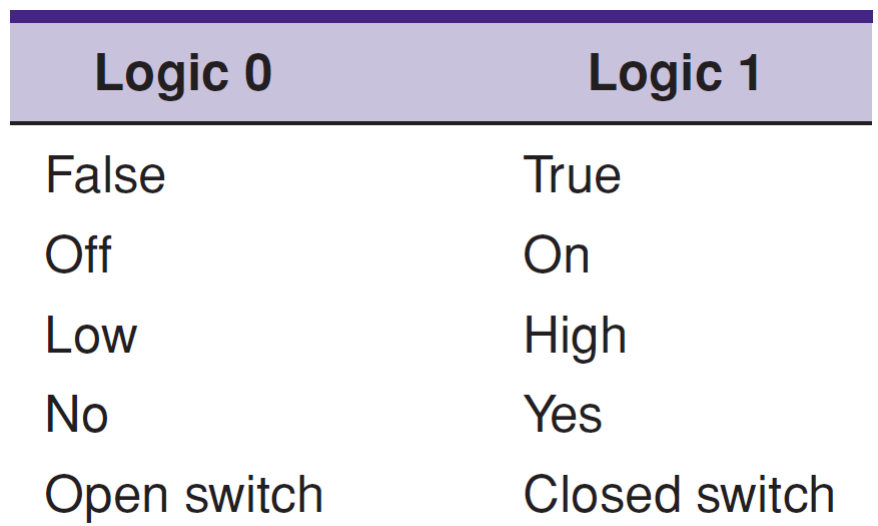 Logic 0 Logic 1
False True
Off On
Low High
No Yes
Open switch Closed switch